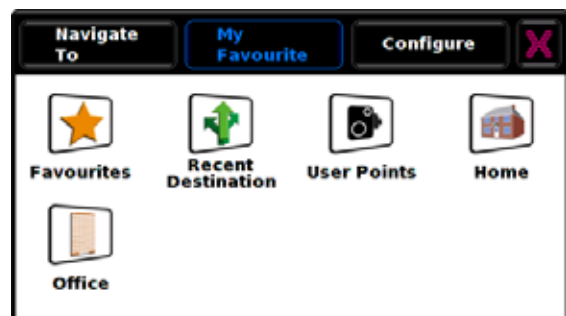 Navigate
To
My
Favourite
Configure
X
Favourites
Recent
Destination
User Points
Home
Office